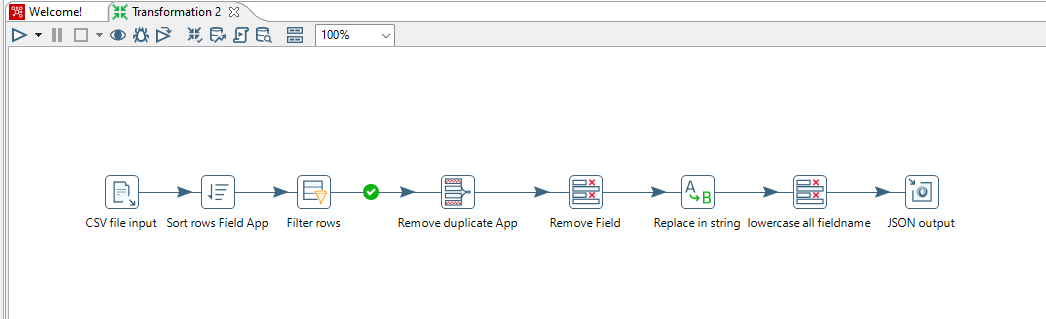 Welcome!
Transformation 2
100%
A
B
CSV file input
Sort rows Field App
Filter rows
Remove duplicate App
Remove Field
Replace in string
lowercase all fieldname
JSON output